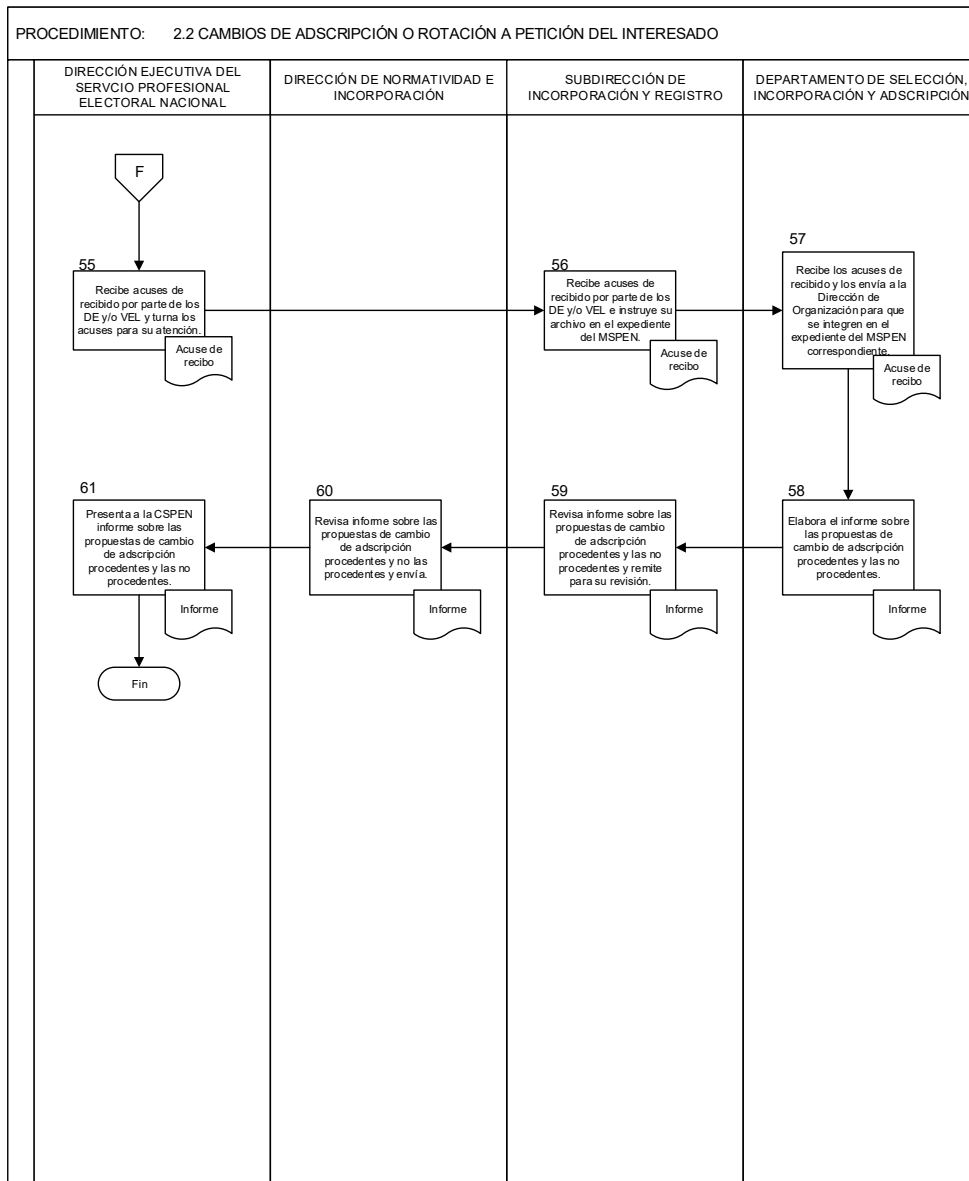 PROCEDIMIENTO: 2.2 CAMBIOS DE ADSCRIPCIÓN O ROTACIÓN A PETICIÓN DEL INTERESADO
DIRECCIÓN EJECUTIVA DEL
SERVCIO PROFESIONAL
ELECTORAL NACIONAL
DIRECCIÓN DE NORMATIVIDAD E
INCORPORACIÓN
SUBDIRECCIÓN DE
INCORPORACIÓN Y REGISTRO
DEPARTAMENTO DE SELECCIÓN,
INCORPORACIÓN Y ADSCRIPCIÓN
F
55
Recibe acuses de
recibido por parte de los
DE y/o VEL y turna los
acuses para su atención.
Acuse de
recibo
56
Recibe acuses de
recibido por parte de los
DE y/o VEL e instruye su
archivo en el expediente
del MSPEN.
Acuse de
recibo
57
Recibe los acuses de
recibido y los envía a la
Dirección de
Organización para que
se integren en el
expediente del MSPEN
correspondiente.
Acuse de
recibo
61
Presenta a la CSPEN
informe sobre las
propuestas de cambio
de adscripción
procedentes y las no
procedentes.
Informe
60
Revisa informe sobre las
propuestas de cambio
de adscripción
procedentes y no las
procedentes y envía.
Informe
59
Revisa informe sobre las
propuestas de cambio
de adscripción
procedentes y las no
procedentes y remite
para su revisión.
Informe
58
Elabora el informe sobre
las propuestas de
cambio de adscripción
procedentes y las no
procedentes.
Informe
Fin